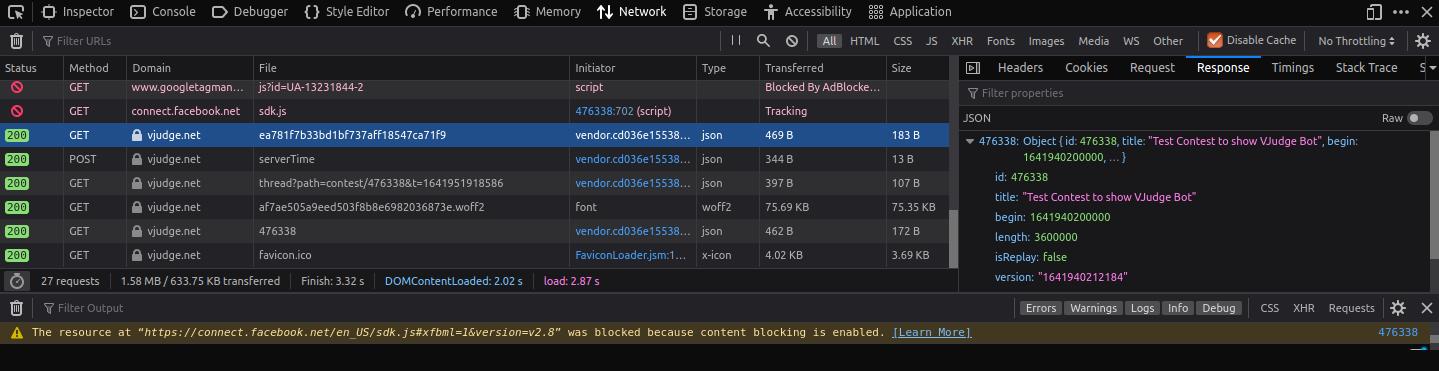 Inspector Console Debugger Style Editor Performance Memory Network Storage Accessibility Application
Filter URLs All HTML CSS JS XHR Fonts Images Media WS Other Disable Cache No Throttling
Status Method Domain File Initiator Type Transferred Size
GET www.googletagman... js?id=UA-13231844-2 script Blocked By AdBlocke...
GET connect.facebook.net sdk.js 476338:702 (script) Tracking
200 GET vjudge.net ea781f7b33bd1bf737aff18547ca71f9 vendor.cd036e15538... json 469 B 183 B
200 POST vjudge.net serverTime vendor.cd036e15538... json 344 B 13 B
200 GET vjudge.net thread?path=contest/476338&t=1641951918586 vendor.cd036e15538... json 397 B 107 B
200 GET vjudge.net af7ae505a9eed503f8b8e6982036873e.woff2 font woff2 75.69 KB 75.35 KB
200 GET vjudge.net 476338 vendor.cd036e15538... json 462 B 172 B
200 GET vjudge.net favicon.ico FaviconLoader.jsm:1... x-icon 4.02 KB 3.69 KB
27 requests 1.58 MB / 633.75 KB transferred Finish: 3.32 s DOMContentLoaded: 2.02 s load: 2.87 s
Headers Cookies Request Response Timings Stack Trace S
Filter properties
JSON Raw
476338: Object { id: 476338, title: "Test Contest to show VJudge Bot", begin:
1641940200000, ... }
id: 476338
title: "Test Contest to show VJudge Bot"
begin: 1641940200000
length: 3600000
isReplay: false
version: "1641940212184"
Filter Output Errors Warnings Logs Info Debug CSS XHR Requests
The resource at “https://connect.facebook.net/en_US/sdk.js#xfbml=1&version=v2.8” was blocked because content blocking is enabled. [Learn More] 476338